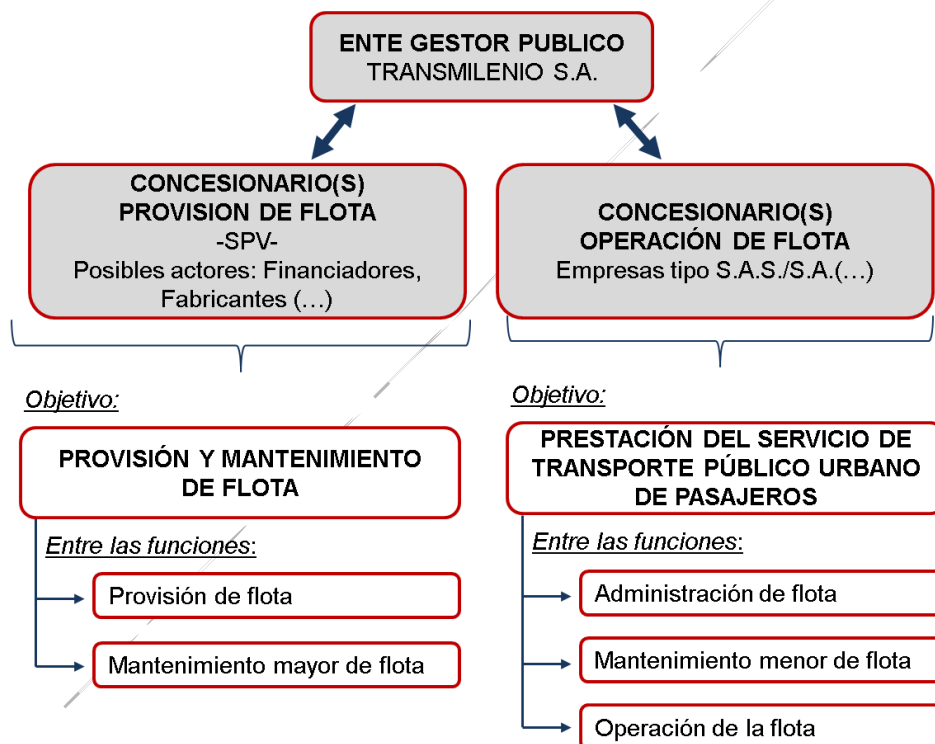 ENTE GESTOR PUBLICO
TRANSMILENIO S.A.
CONCESIONARIO(S)
PROVISION DE FLOTA
-SPV-
Posibles actores: Financiadores,
Fabricantes (…)
CONCESIONARIO(S)
OPERACIÓN DE FLOTA
Empresas tipo S.A.S./S.A.(…)
Objetivo:
PROVISIÓN Y MANTENIMIENTO
DE FLOTA
Entre las funciones:
Provisión de flota
Mantenimiento mayor de flota
Objetivo:
PRESTACIÓN DEL SERVICIO DE
TRANSPORTE PÚBLICO URBANO
DE PASAJEROS
Entre las funciones:
Administración de flota
Mantenimiento menor de flota
Operación de la flota